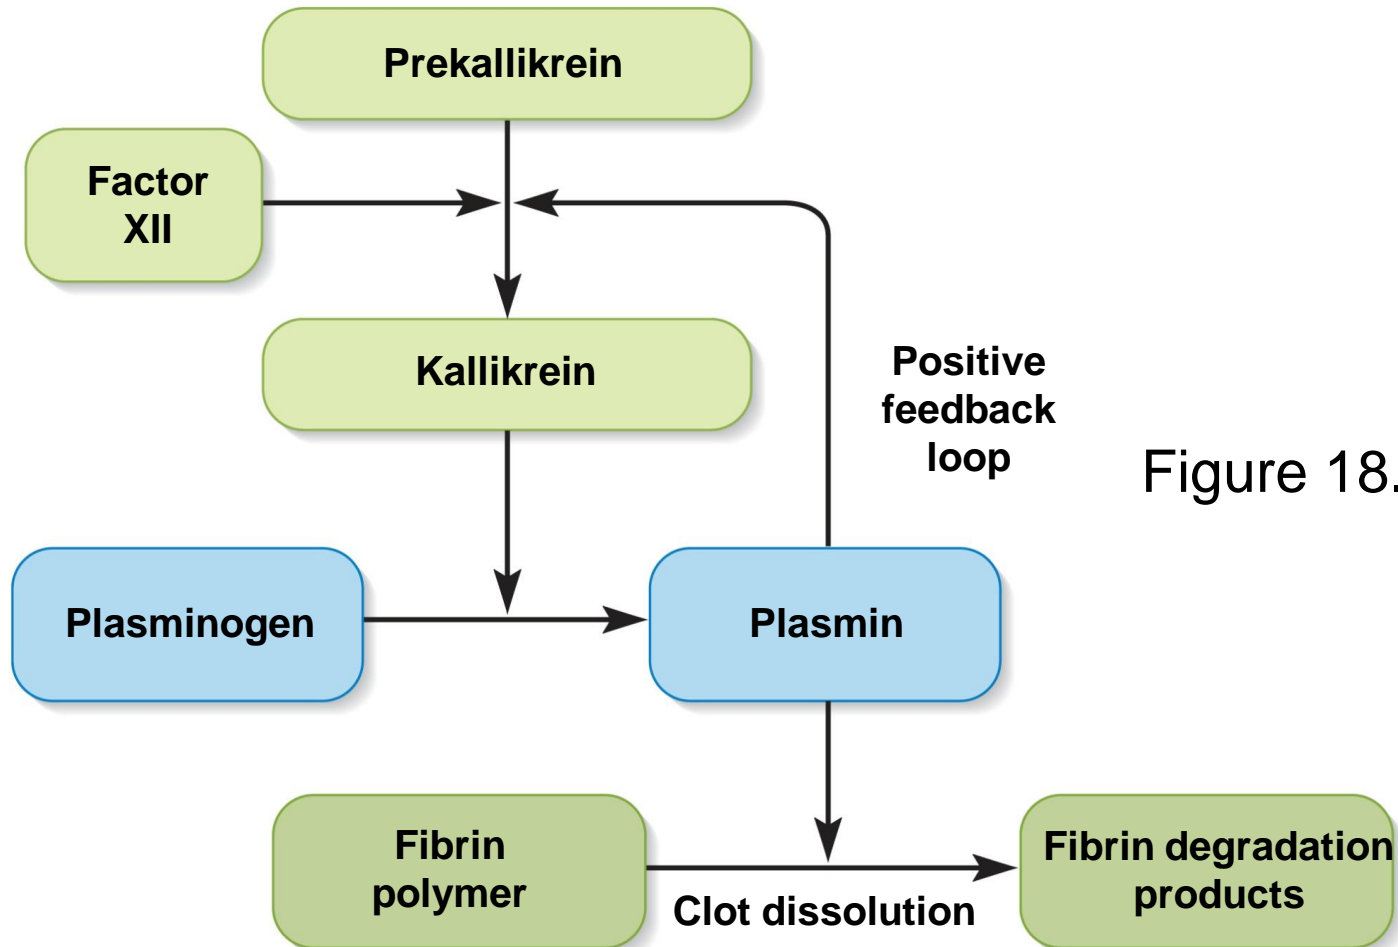 Prekallikrein
Factor
XII
Kallikrein
Positive
feedback
loop
Figure 18.
Plasminogen
Plasmin
Fibrin
polymer
Clot dissolution
Fibrin degradation
products